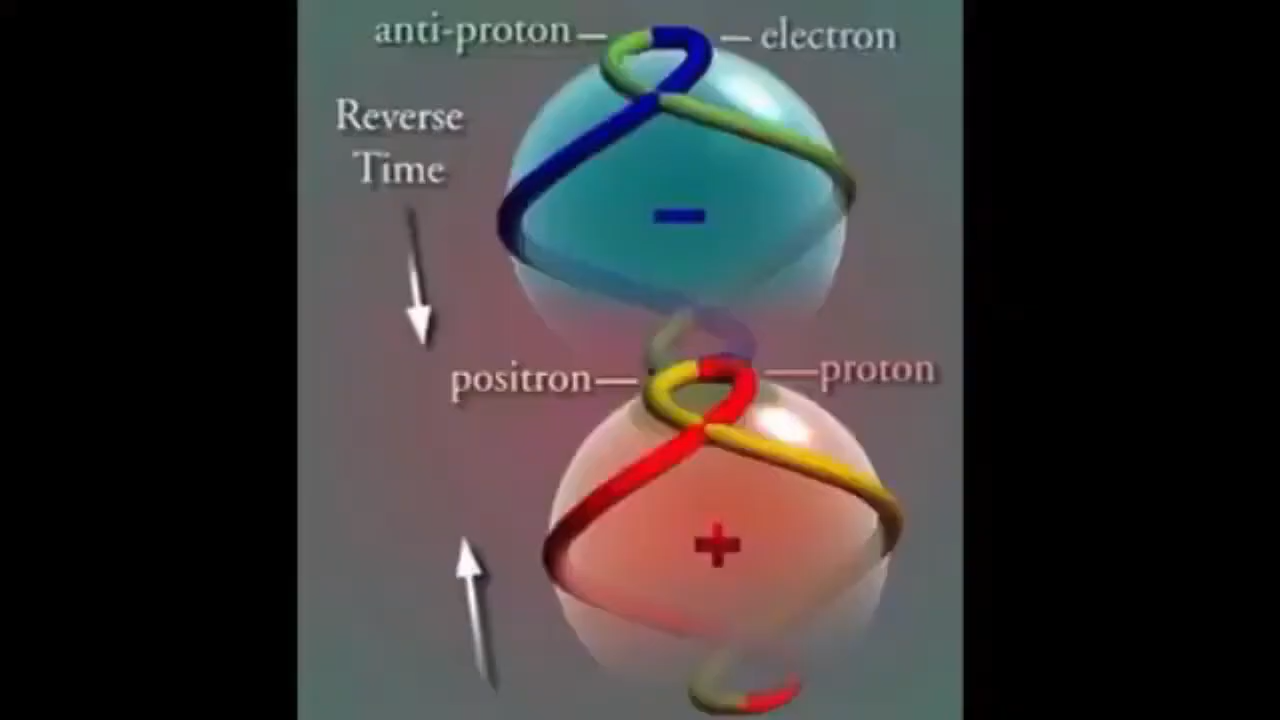 anti-proton
electron
Reverse
Time
−
positron
proton
+